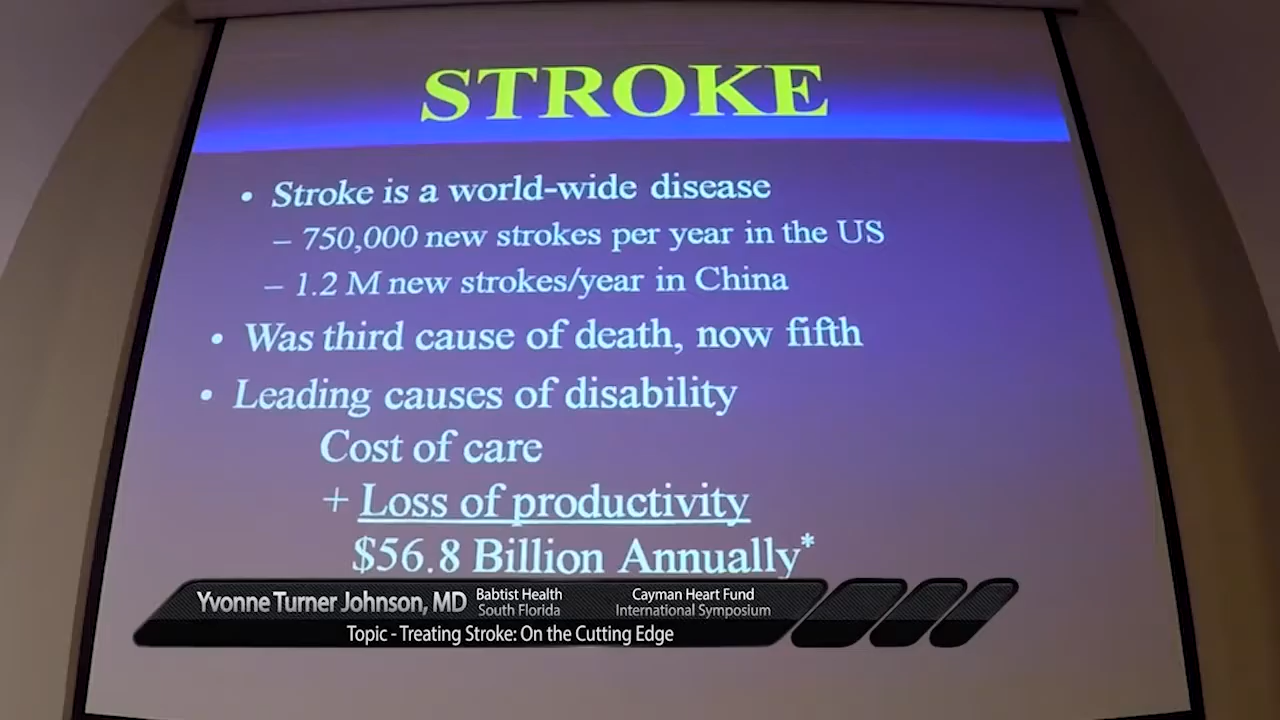 STROKE
• Stroke is a world-wide disease
– 750,000 new strokes per year in the US
– 1.2 M new strokes/year in China
• Was third cause of death, now fifth
• Leading causes of disability
Cost of care
+ Loss of productivity
$56.8 Billion Annually*
Yvonne Turner Johnson, MD
Babtist Health
South Florida
Cayman Heart Fund
International Symposium
Topic - Treating Stroke: On the Cutting Edge